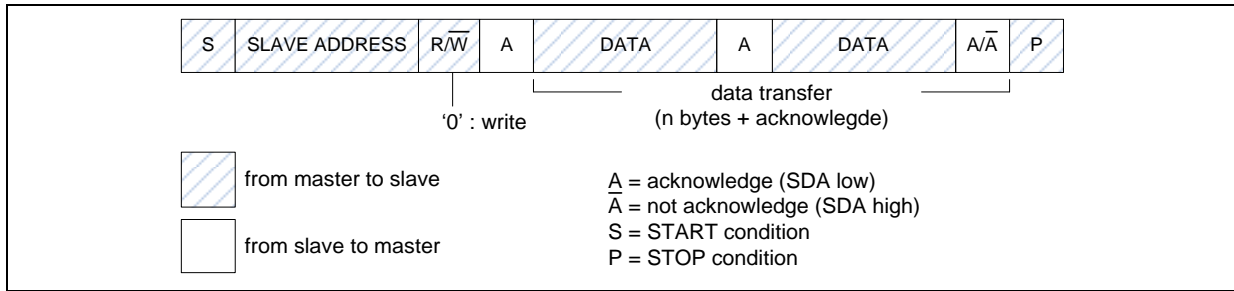 S SLAVE ADDRESS R/W̅ A DATA A DATA A/A̅ P
data transfer
(n bytes + acknowlegde)
‘0’ : write
from master to slave
from slave to master
A = acknowledge (SDA low)
A̅ = not acknowledge (SDA high)
S = START condition
P = STOP condition